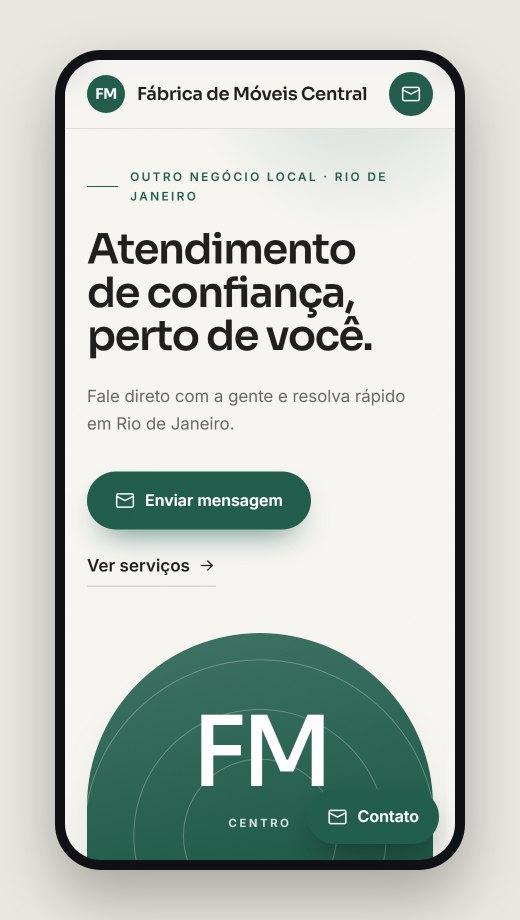 FM Fábrica de Móveis Central
OUTRO NEGÓCIO LOCAL · RIO DE
JANEIRO
Atendimento
de confiança,
perto de você.
Fale direto com a gente e resolva rápido
em Rio de Janeiro.
Enviar mensagem
Ver serviços →
FM
CENTRO
Contato